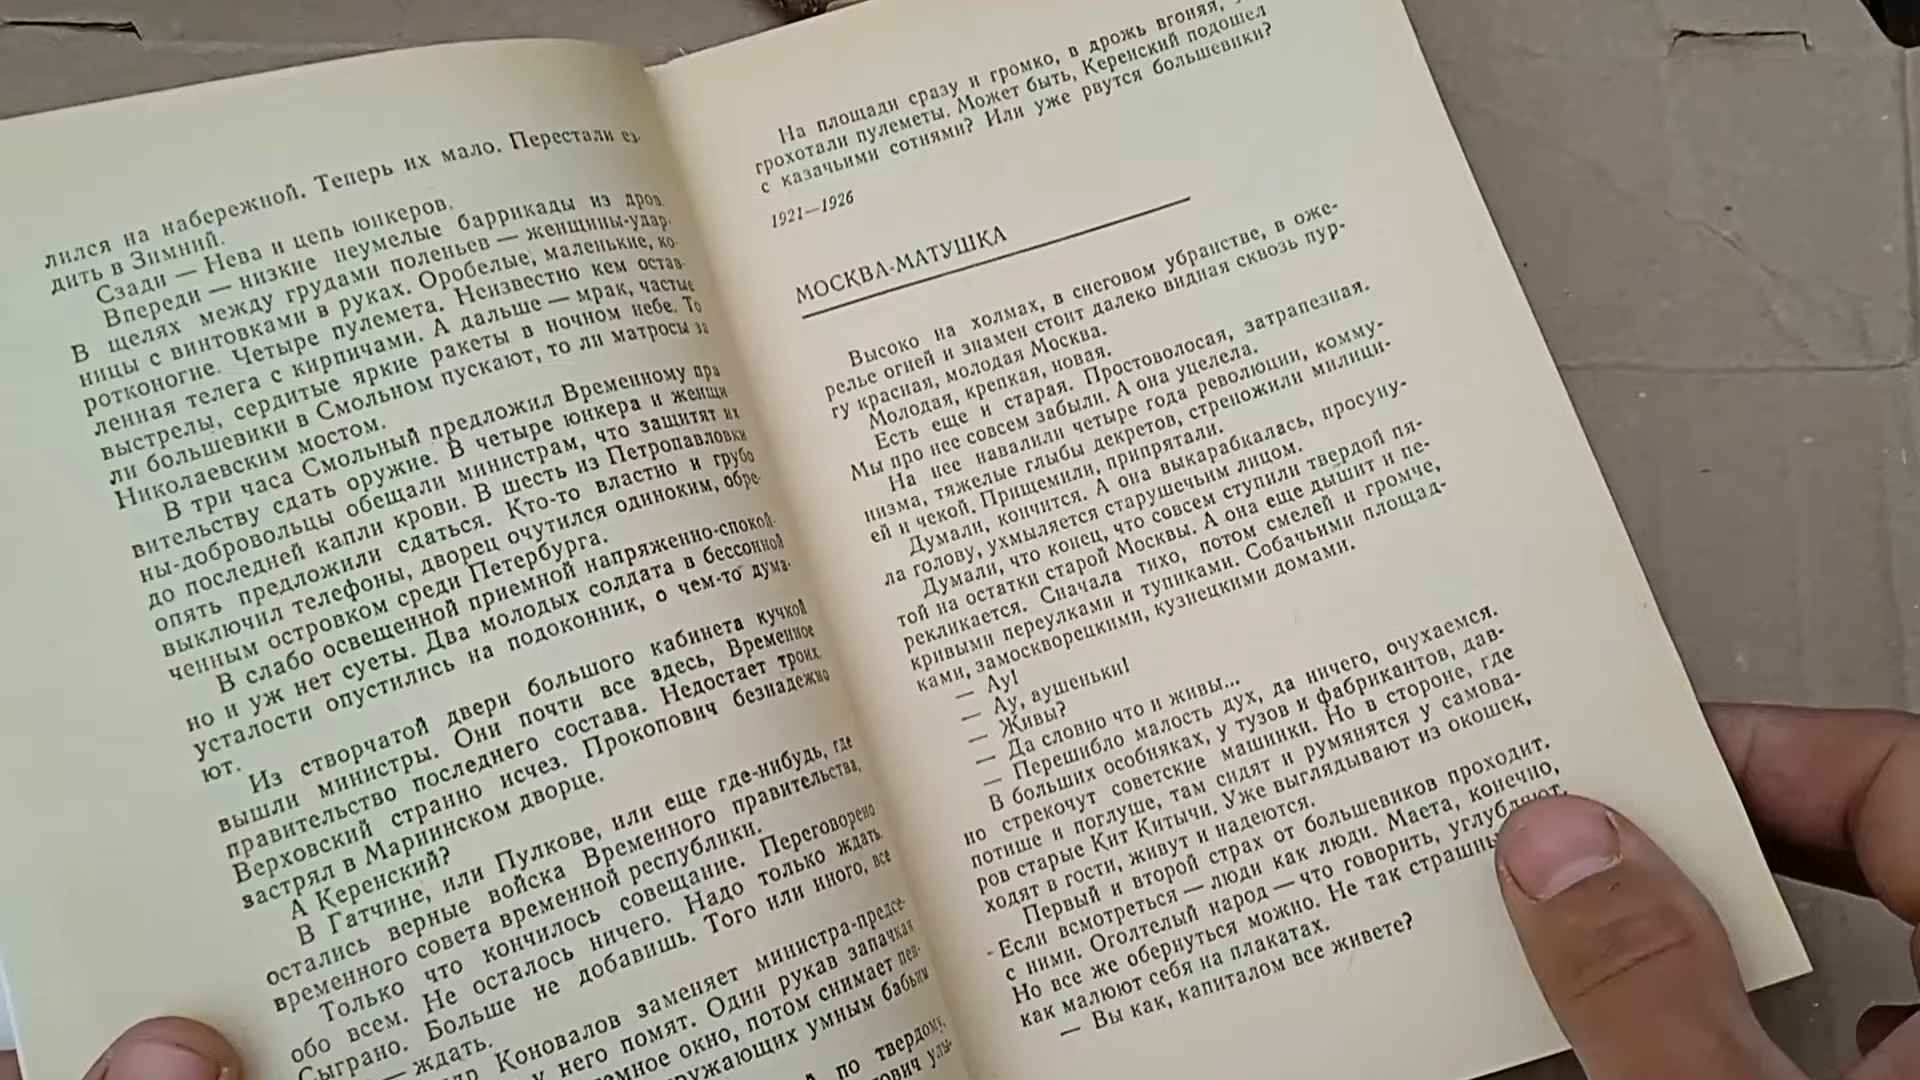 лился на набережной. Теперь их мало. Перестали ез-
дить в Зимний.
Сзади — Нева и цепь юнкеров.
Впереди — низкие неумелые баррикады из дров.
В щелях между грудами поленьев — женщины-удар-
ницы с винтовками в руках. Оробелые, маленькие, ко-
ротконогие. Четыре пулемета. Неизвестно кем остав-
ленная телега с кирпичами. А дальше — мрак, частые
выстрелы, сердитые яркие ракеты в ночном небе. То
ли большевики в Смольном пускают, то ли матросы за
Николаевским мостом.
В три часа Смольный предложил Временному пра
вительству сдать оружие. В четыре юнкера и женщи
ны-добровольцы обещали министрам, что защитят их
до последней капли крови. В шесть из Петропавловки
опять предложили сдаться. Кто-то властно и грубо
выключил телефоны, дворец очутился одиноким, обре-
ченным островком среди Петербурга.
В слабо освещенной приемной напряженно-спокой-
но и уж нет суеты. Два молодых солдата в бессонной
усталости опустились на подоконник, о чем-то дума-
ют.
Из створчатой двери большого кабинета кучкой
вышли министры. Они почти все здесь, Временное
правительство последнего состава. Недостает троих.
Верховский странно исчез. Прокопович безнадежно
застрял в Мариинском дворце.
А Керенский?
В Гатчине, или Пулкове, или еще где-нибудь, где
остались верные войска Временного правительства,
временного совета временной республики.
Только что кончилось совещание. Переговорено
обо всем. Не осталось ничего. Надо только ждать.
Сыграно. Больше не добавишь. Того или иного, все
— ждать.
Коновалов заменяет министра-предсе-
у него помят. Один рукав запачкан
окно, потом снимает пен-
умным бабьим
по твердому,
На площади сразу и громко, в дрожь вгоняя,
грохотали пулеметы. Может быть, Керенский подошел
с казачьими сотнями? Или уже рвутся большевики?
1921—1926
МОСКВА-МАТУШКА
Высоко на холмах, в снеговом убранстве, в оже-
релье огней и знамен стоит далеко видная сквозь пур-
гу красная, молодая Москва.
Молодая, крепкая, новая.
Есть еще и старая. Простоволосая, затрапезная.
Мы про нее совсем забыли. А она уцелела.
На нее навалили четыре года революции, комму-
низма, тяжелые глыбы декретов, стреножили милици-
ей и чекой. Прищемили, припрятали.
Думали, кончится. А она выкарабкалась, просуну-
ла голову, ухмыляется старушечьим лицом.
Думали, что конец, что совсем ступили твердой пя-
той на остатки старой Москвы. А она еще дышит и пе-
рекликается. Сначала тихо, потом смелей и громче,
кривыми переулками и тупиками. Собачьими площад-
ками, замоскворецкими, кузнецкими домами.
— Ау!
— Ау, аушеньки!
— Живы?
— Да словно что и живы...
— Перешибло малость дух, да ничего, очухаемся.
В больших особняках, у тузов и фабрикантов, дав-
но стрекочут советские машинки. Но в стороне, где
потише и поглуше, там сидят и румянятся у самова-
ров старые Кит Китычи. Уже выглядывают из окошек,
ходят в гости, живут и надеются.
Первый и второй страх от большевиков проходит.
Если всмотреться — люди как люди. Маета, конечно,
с ними. Оголтелый народ — что говорить, углубляют.
Но все же обернуться можно. Не так страшны,
как малюют себя на плакатах.
— Вы как, капиталом все живете?